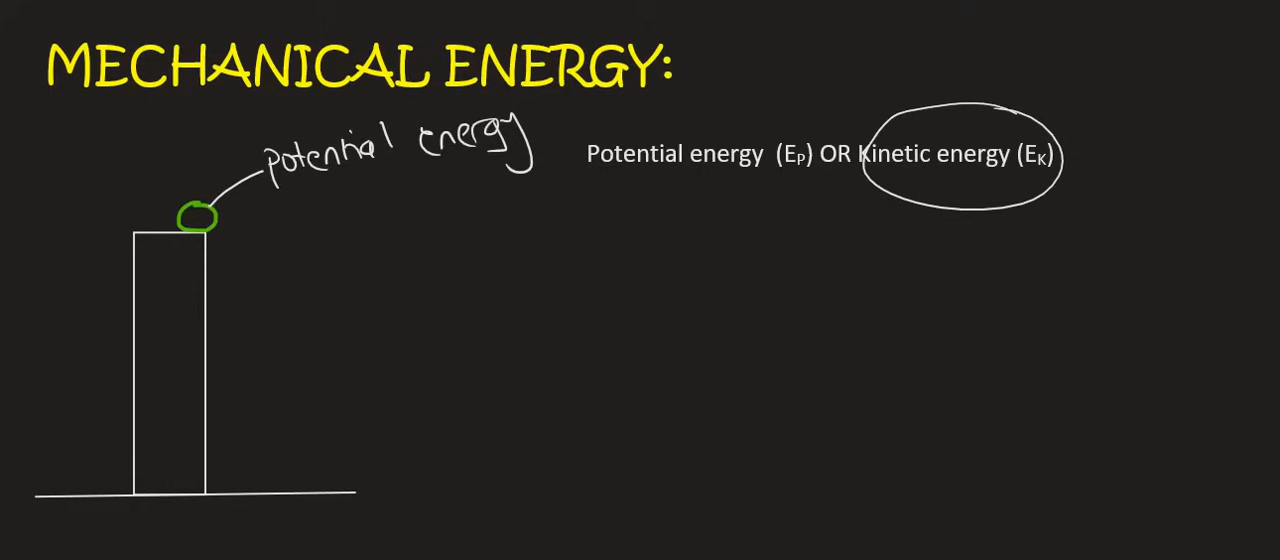 MECHANICAL ENERGY:
potential energy
Potential energy (Eₚ) OR Kinetic energy (Eₖ)